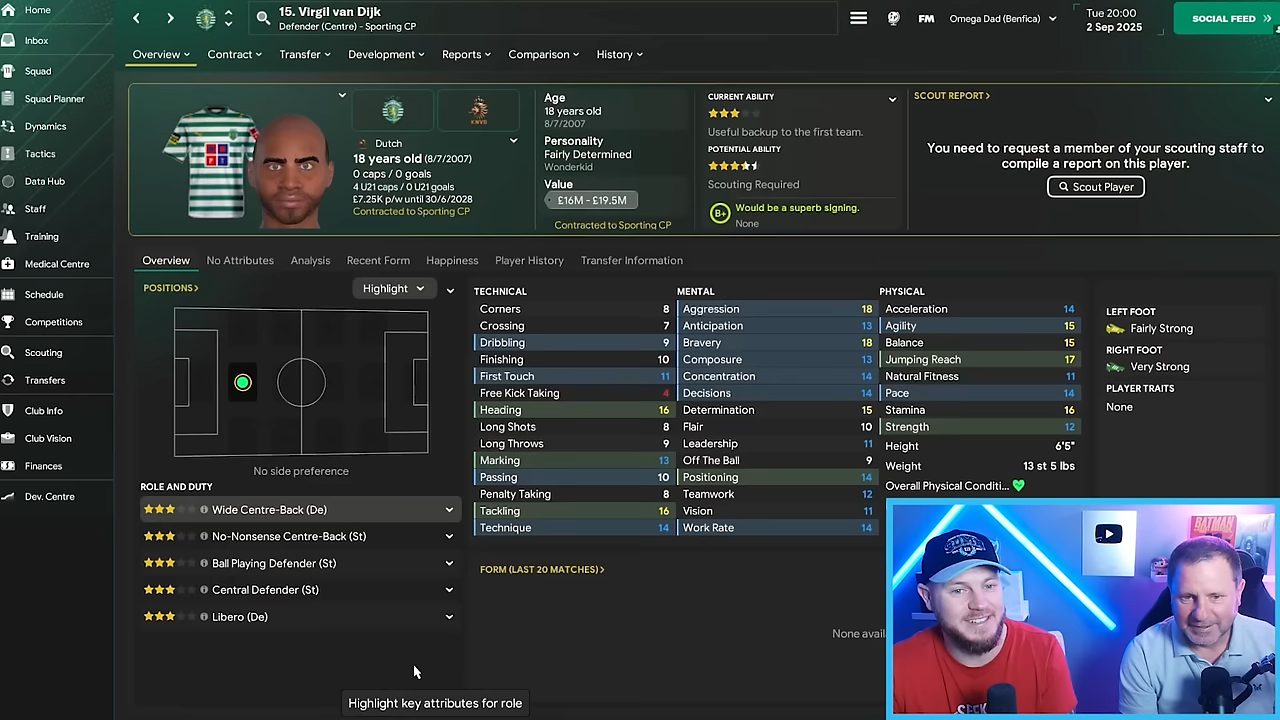 Home
Inbox
Squad
Squad Planner
Dynamics
Tactics
Data Hub
Staff
Training
Medical Centre
Schedule
Competitions
Scouting
Transfers
Club Info
Club Vision
Finances
Dev. Centre
15. Virgil van Dijk
Defender (Centre) - Sporting CP
FM
Omega Dad (Benfica)
Tue 20:00
2 Sep 2025
SOCIAL FEED
Overview
Contract
Transfer
Development
Reports
Comparison
History
KNVB
Dutch
18 years old (8/7/2007)
0 caps / 0 goals
4 U21 caps / 0 U21 goals
£7.25K p/w until 30/6/2028
Contracted to Sporting CP
Age
18 years old
8/7/2007
Personality
Fairly Determined
Wonderkid
Value
£16M - £19.5M
Contracted to Sporting CP
CURRENT ABILITY
Useful backup to the first team.
POTENTIAL ABILITY
Scouting Required
B+
Would be a superb signing.
None
SCOUT REPORT >
You need to request a member of your scouting staff to
compile a report on this player.
Scout Player
Overview
No Attributes
Analysis
Recent Form
Happiness
Player History
Transfer Information
POSITIONS >
Highlight
No side preference
ROLE AND DUTY
Wide Centre-Back (De)
No-Nonsense Centre-Back (St)
Ball Playing Defender (St)
Central Defender (St)
Libero (De)
Highlight key attributes for role
TECHNICAL
Corners 8
Crossing 7
Dribbling 9
Finishing 10
First Touch 11
Free Kick Taking 4
Heading 16
Long Shots 8
Long Throws 9
Marking 13
Passing 10
Penalty Taking 8
Tackling 16
Technique 14
MENTAL
Aggression 18
Anticipation 13
Bravery 18
Composure 13
Concentration 14
Decisions 14
Determination 15
Flair 10
Leadership 11
Off The Ball 9
Positioning 14
Teamwork 12
Vision 11
Work Rate 14
PHYSICAL
Acceleration 14
Agility 15
Balance 15
Jumping Reach 17
Natural Fitness 11
Pace 14
Stamina 16
Strength 12
Height 6'5"
Weight 13 st 5 lbs
Overall Physical Conditi...
LEFT FOOT
Fairly Strong
RIGHT FOOT
Very Strong
PLAYER TRAITS
None
FORM (LAST 20 MATCHES) >
None avail
BATMAN